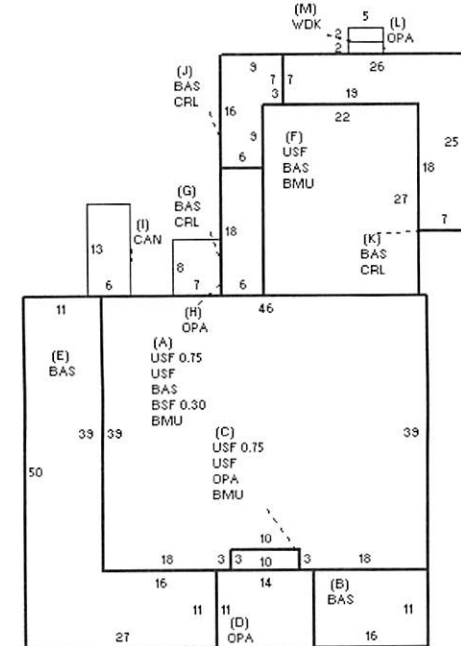 (M)
WDK
5
(L)
OPA
2
2
(J)
BAS
CRL
9
7
7
3
26
19
16
9
22
(F)
USF
BAS
BMU
25
18
6
(G)
BAS
CRL
18
27
7
(K)
BAS
CRL
13
(I)
CAN
8
6
7
6
11
(H)
OPA
46
(E)
BAS
(A)
USF 0.75
USF
BAS
BSF 0.30
BMU
39
39
39
50
(C)
USF 0.75
USF
OPA
BMU
10
18
3
3
10
3
18
16
14
(B)
BAS
11
11
11
27
(D)
OPA
16